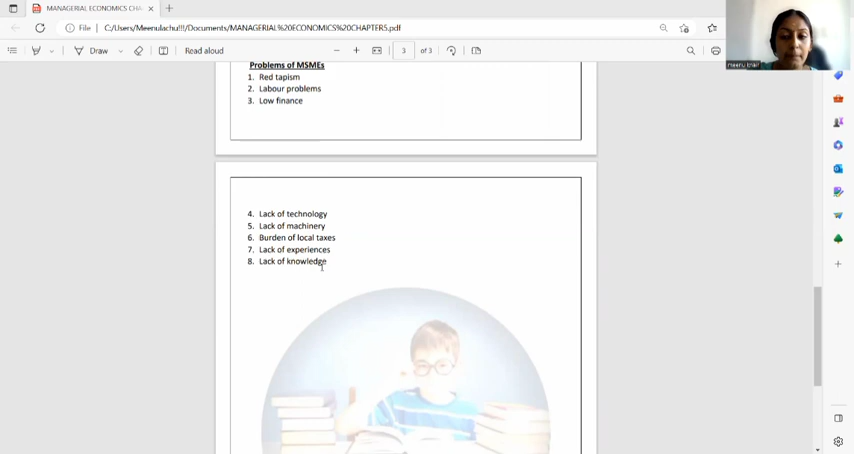 MANAGERIAL ECONOMICS CHA
File
C:/Users/Meenulachu!!!/Documents/MANAGERIAL%20ECONOMICS%20CHAPTER5.pdf
Draw
Read aloud
3
of 3
Problems of MSMEs
1. Red tapism
2. Labour problems
3. Low finance
4. Lack of technology
5. Lack of machinery
6. Burden of local taxes
7. Lack of experiences
8. Lack of knowledge